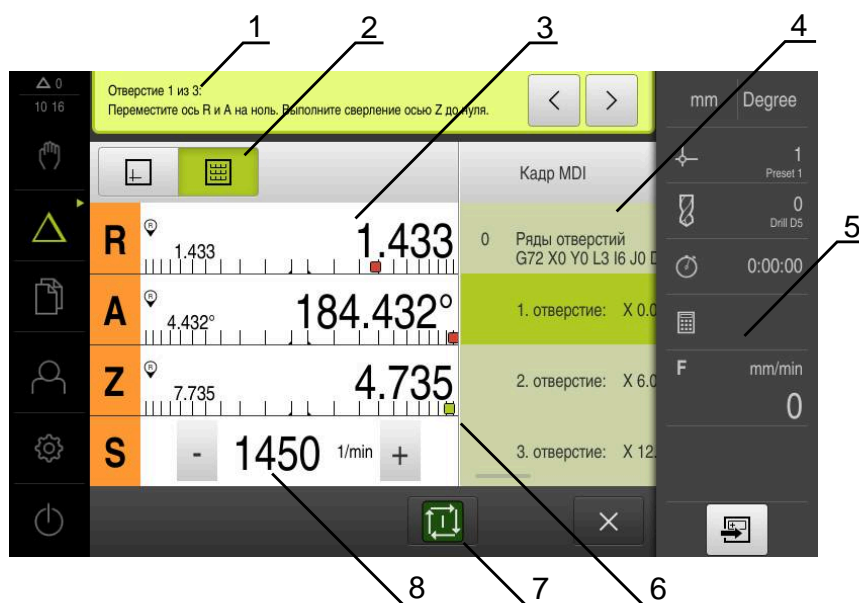 1
2
3
4
0
10 16
Отверстие 1 из 3:
Переместите ось R и A на ноль. Выполните сверление осью Z до нуля.
< >
mm Degree
Кадр MDI
1
Preset 1
R
R
1.433
1.433
0 Ряды отверстий
G72 X0 Y0 L3 I6 J0
0
Drill D5
5
0:00:00
A
R
4.432°
184.432°
1. отверстие: X 0.0
Z
R
7.735
4.735
2. отверстие: X 6.0
F mm/min
0
S
- 1450 1/min +
3. отверстие: X 12.
8
7
6